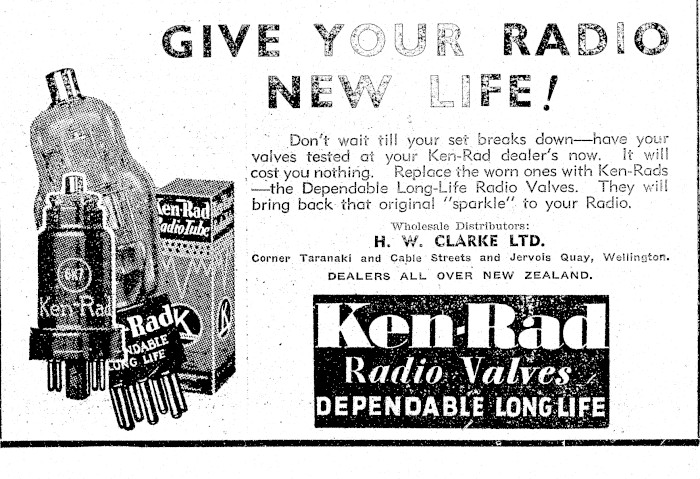 GIVE YOUR RADIO
NEW LIFE!
Don't wait till your set breaks down—have your
valves tested at your Ken-Rad dealer's now. It will
cost you nothing. Replace the worn ones with Ken-Rads
—the Dependable Long-Life Radio Valves. They will
bring back that original "sparkle" to your Radio.
Wholesale Distributors:
H. W. CLARKE LTD.
Corner Taranaki and Cable Streets and Jervois Quay, Wellington.
DEALERS ALL OVER NEW ZEALAND.
Ken-Rad
Radio Valves
DEPENDABLE LONG LIFE
Ken-Rad
Radio Tube
K
K
6K7
Ken-Rad
n-Rad
NDABLE
LONG LIFE